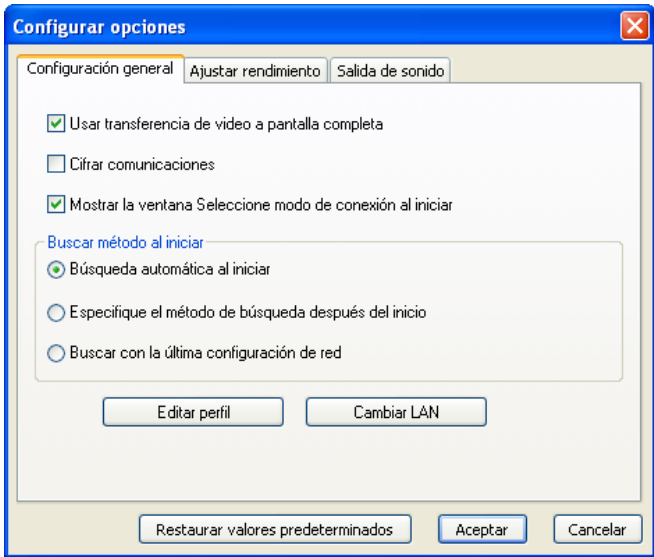 Configurar opciones
Configuración general Ajustar rendimiento Salida de sonido
Usar transferencia de video a pantalla completa
Cifrar comunicaciones
Mostrar la ventana Seleccione modo de conexión al iniciar
Buscar método al iniciar
Búsqueda automática al iniciar
Especifique el método de búsqueda después del inicio
Buscar con la última configuración de red
Editar perfil Cambiar LAN
Restaurar valores predeterminados Aceptar Cancelar